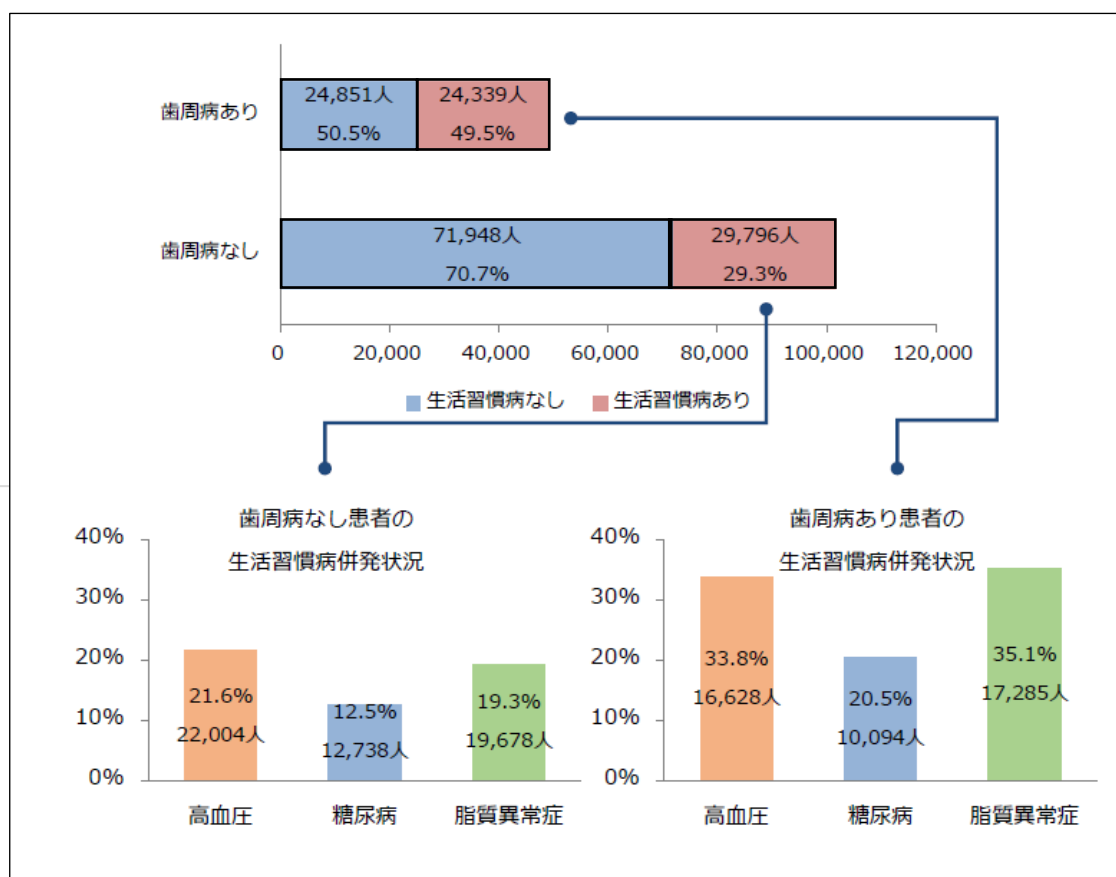 歯周病あり
24,851人 24,339人
50.5% 49.5%
歯周病なし
71,948人 29,796人
70.7% 29.3%
0 20,000 40,000 60,000 80,000 100,000 120,000
生活習慣病なし 生活習慣病あり
歯周病なし患者の
生活習慣病併発状況
40%
30%
20%
10%
0%
21.6%
22,004人
12.5%
12,738人
19.3%
19,678人
高血圧 糖尿病 脂質異常症
歯周病あり患者の
生活習慣病併発状況
40%
30%
20%
10%
0%
33.8%
16,628人
20.5%
10,094人
35.1%
17,285人
高血圧 糖尿病 脂質異常症